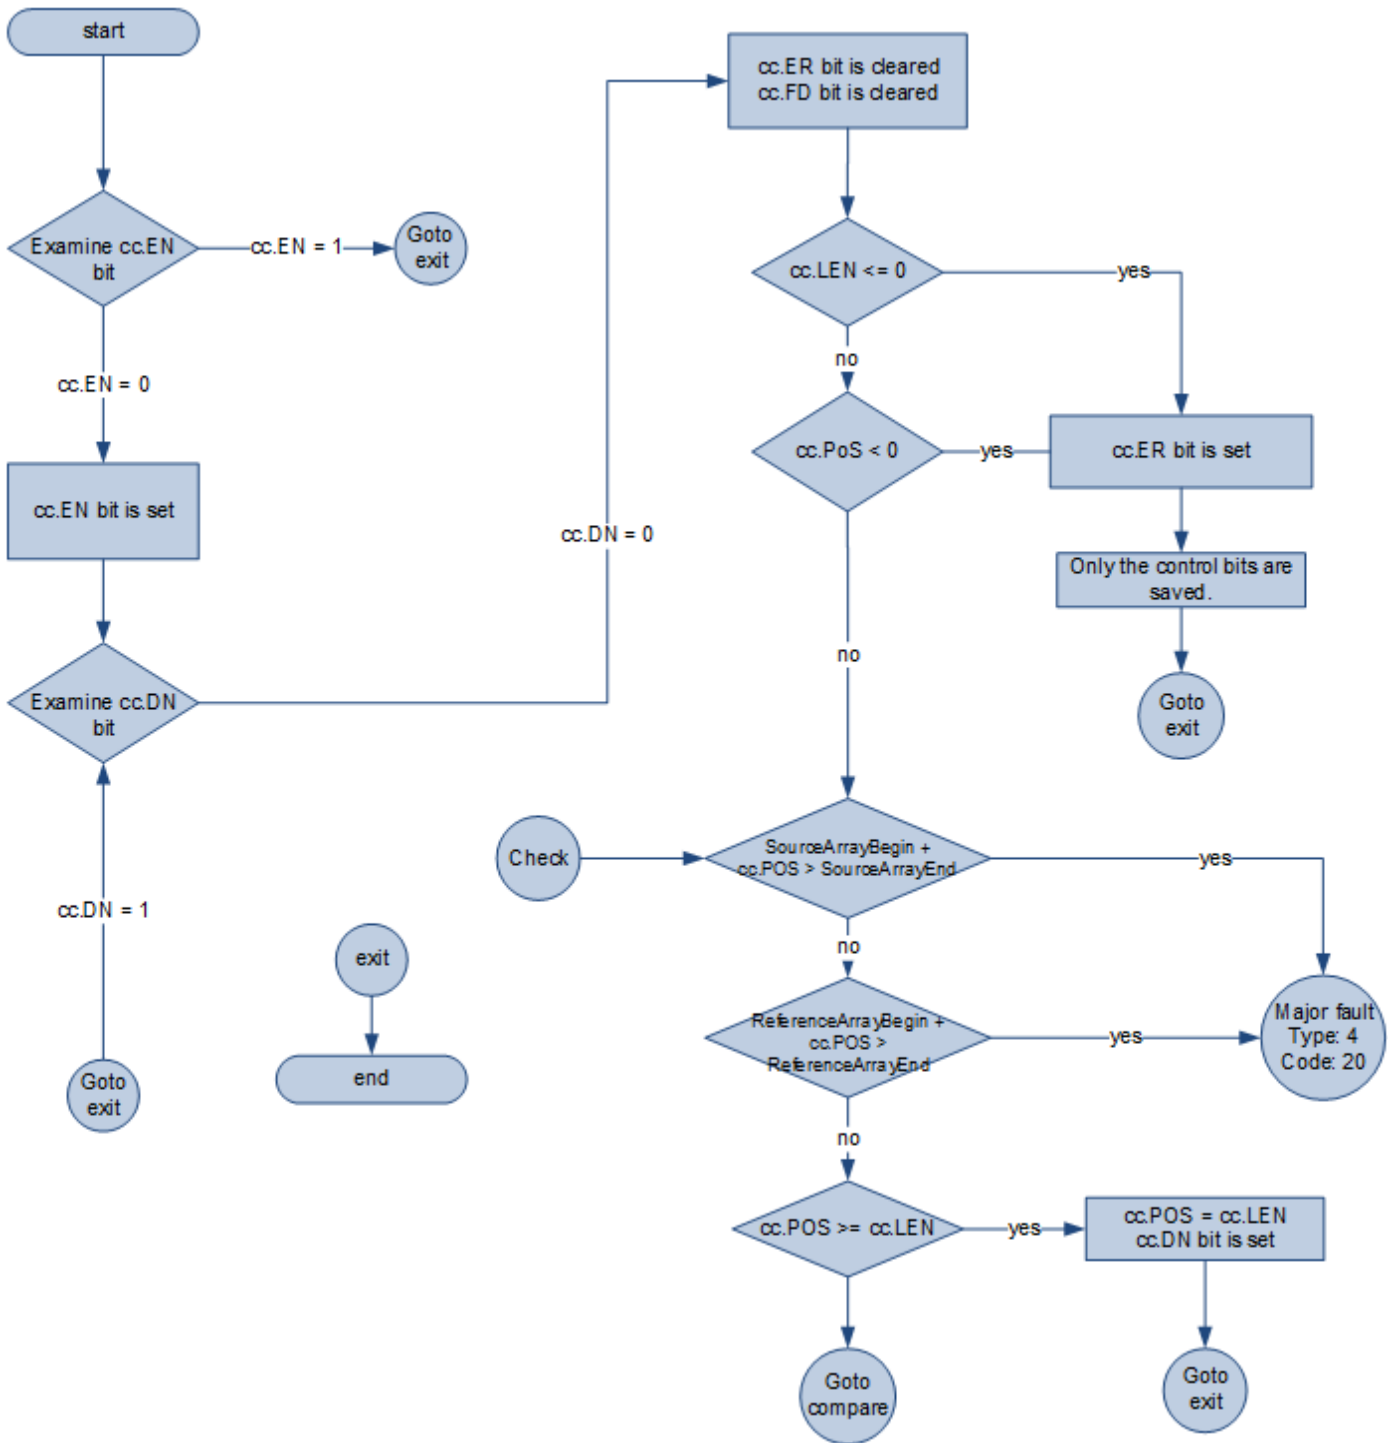 start
Examine cc.EN
bit
cc.EN = 1
Goto
exit
cc.EN = 0
cc.EN bit is set
Examine cc.DN
bit
cc.DN = 1
Goto
exit
exit
end
cc.DN = 0
cc.ER bit is cleared
cc.FD bit is cleared
cc.LEN <= 0
yes
no
cc.PoS < 0
yes
cc.ER bit is set
Only the control bits are
saved.
Goto
exit
no
Check
SourceArrayBegin +
cc.POS > SourceArrayEnd
yes
no
ReferenceArrayBegin +
cc.POS >
ReferenceArrayEnd
yes
Major fault
Type: 4
Code: 20
no
cc.POS >= cc.LEN
yes
cc.POS = cc.LEN
cc.DN bit is set
Goto
compare
Goto
exit